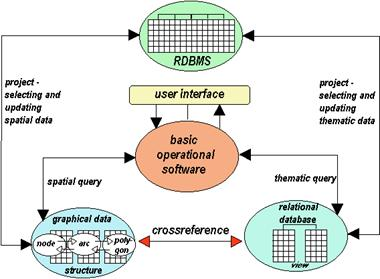 RDBMS
project -
selecting and
updating
spatial data
project -
selecting and
updating
thematic data
user interface
basic
operational
software
spatial query
thematic query
graphical data
node
arc
poly
gon
structure
crossreference
relational
database
view